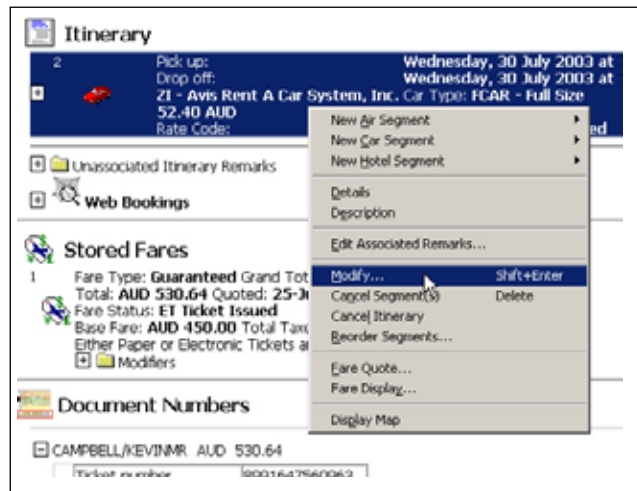 Itinerary
2 Pick up: Wednesday, 30 July 2003 at
Drop off: Wednesday, 30 July 2003 at
ZI - Avis Rent A Car System, Inc. Car Type: FCAR - Full Size
52.40 AUD
Rate Code: ed
New Air Segment
New Car Segment
New Hotel Segment
Details
Description
Edit Associated Remarks...
Modify... Shift+Enter
Cancel Segment(s) Delete
Cancel Itinerary
Reorder Segments...
Fare Quote...
Fare Display...
Display Map
Unassociated Itinerary Remarks
Web Bookings
Stored Fares
1 Fare Type: Guaranteed Grand Tot
Total: AUD 530.64 Quoted: 25-J
Fare Status: ET Ticket Issued
Base Fare: AUD 450.00 Total Taxe
Either Paper or Electronic Tickets a
Modifiers
Document Numbers
CAMPBELL/KEVINMR AUD 530.64
Ticket number 8991647560963